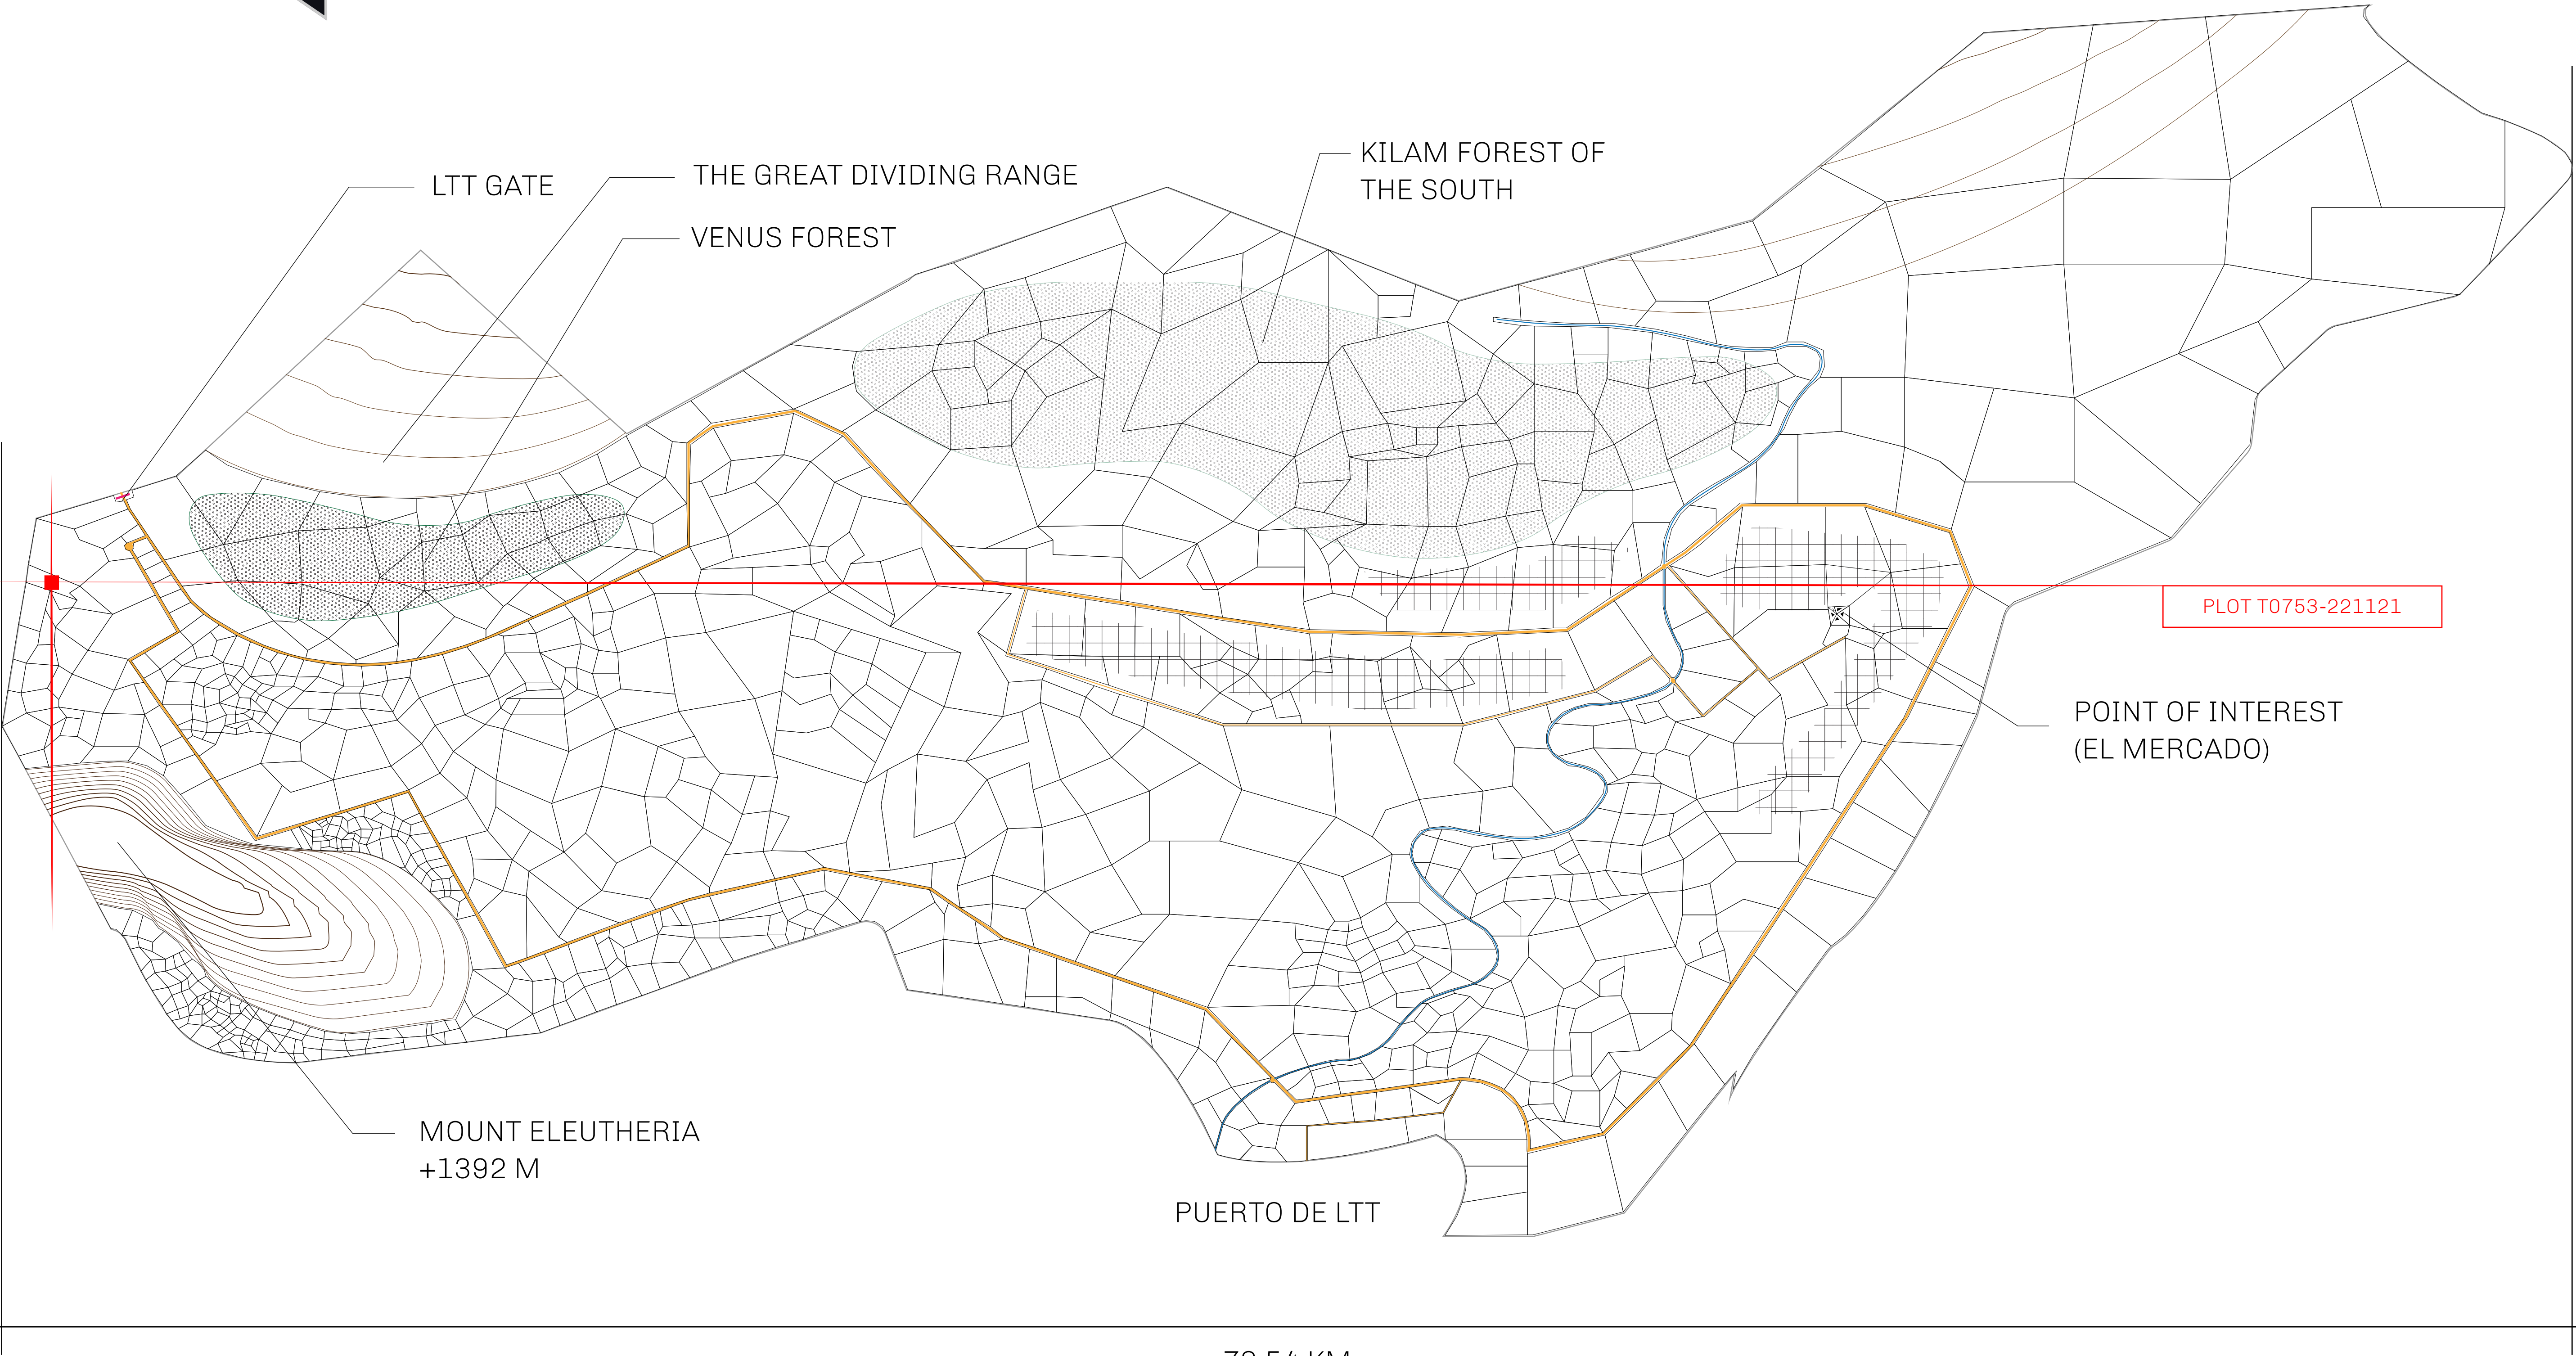 KILAM FOREST OF
THE SOUTH
LTT GATE
THE GREAT DIVIDING RANGE
VENUS FOREST
PLOT T0753-221121
POINT OF INTEREST
(EL MERCADO)
MOUNT ELEUTHERIA
+1392 M
PUERTO DE LTT
KM